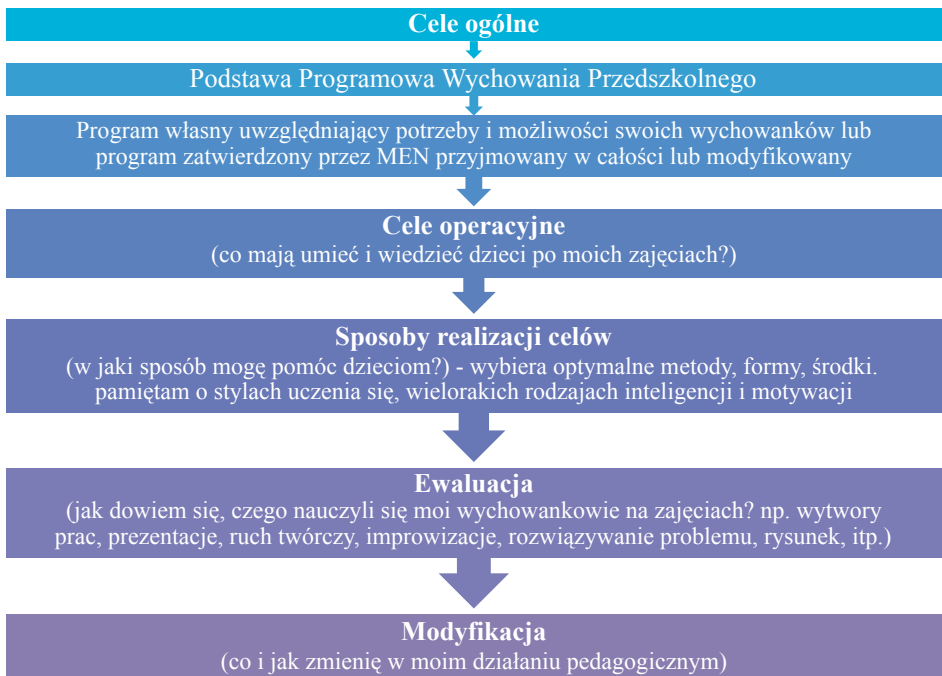 Cele ogólne
Podstawa Programowa Wychowania Przedszkolnego
Program własny uwzględniający potrzeby i możliwości swoich wychowanków lub
program zatwierdzony przez MEN przyjmowany w całości lub modyfikowany
Cele operacyjne
(co mają umieć i wiedzieć dzieci po moich zajęciach?)
Sposoby realizacji celów
(w jaki sposób mogę pomóc dzieciom?) - wybiera optymalne metody, formy, środki.
pamiętam o stylach uczenia się, wielorakich rodzajach inteligencji i motywacji
Ewaluacja
(jak dowiem się, czego nauczyli się moi wychowankowie na zajęciach? np. wytwory
prac, prezentacje, ruch twórczy, improwizacje, rozwiązywanie problemu, rysunek, itp.)
Modyfikacja
(co i jak zmienię w moim działaniu pedagogicznym)